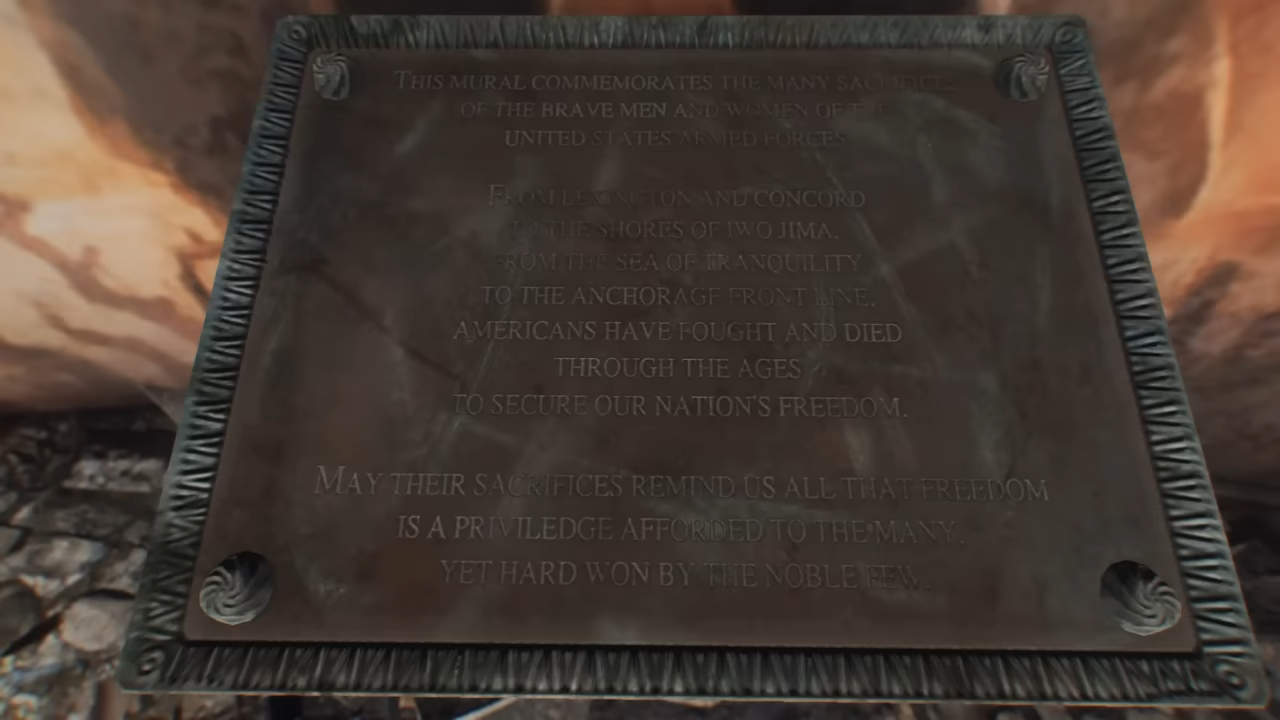 THIS MURAL COMMEMORATES THE MANY SACRIFICES
OF THE BRAVE MEN AND WOMEN OF THE
UNITED STATES ARMED FORCES
FROM LEXINGTON AND CONCORD
TO THE SHORES OF IWO JIMA.
FROM THE SEA OF TRANQUILITY
TO THE ANCHORAGE FRONT LINE.
AMERICANS HAVE FOUGHT AND DIED
THROUGH THE AGES
TO SECURE OUR NATION'S FREEDOM.
MAY THEIR SACRIFICES REMIND US ALL THAT FREEDOM
IS A PRIVILEDGE AFFORDED TO THE MANY.
YET HARD WON BY THE NOBLE FEW.